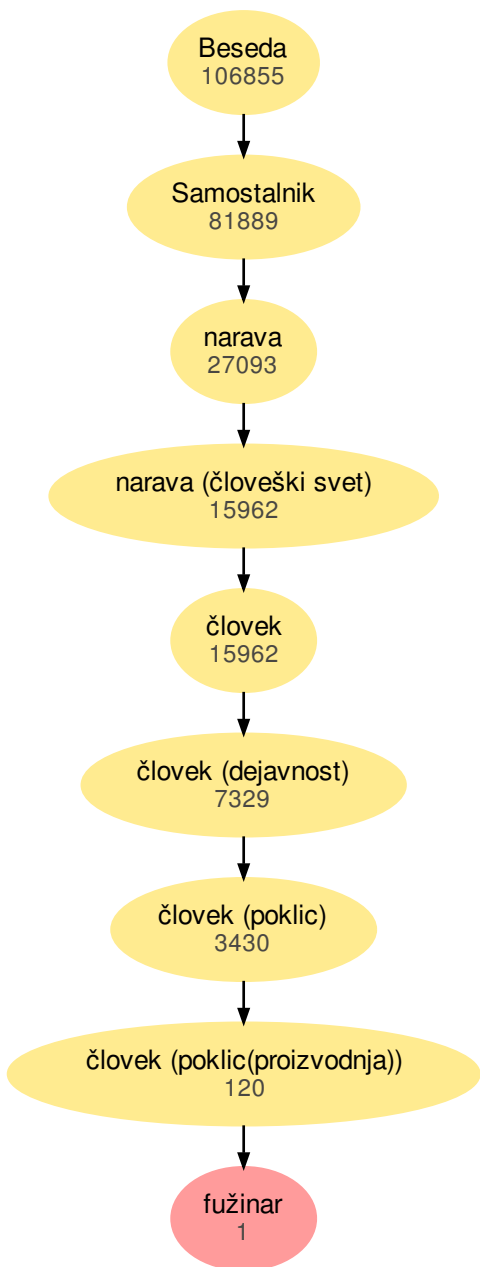 Beseda
106855
Samostalnik
81889
narava
27093
narava (človeški svet)
15962
človek
15962
človek (dejavnost)
7329
človek (poklic)
3430
človek (poklic(proizvodnja))
120
fužinar
1